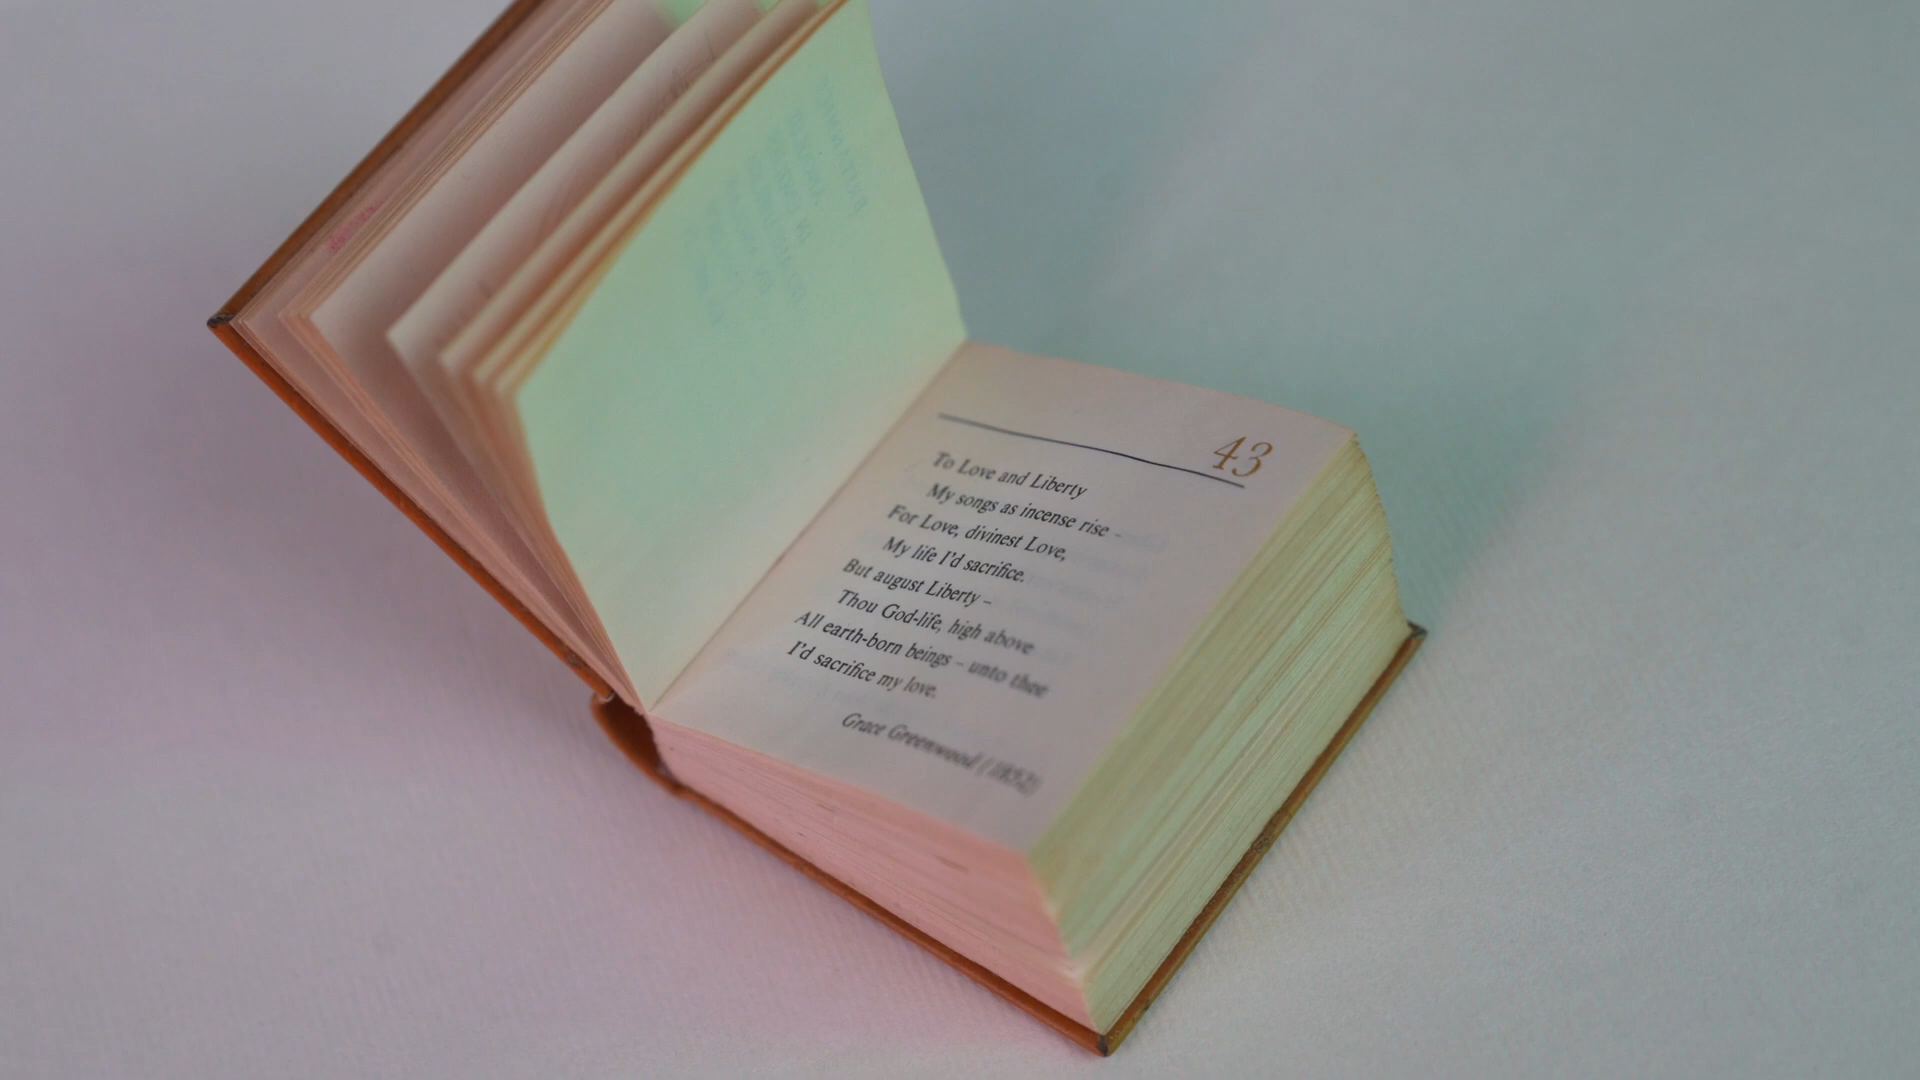 43
To Love and Liberty
My songs as incense rise –
For Love, divinest Love,
My life I'd sacrifice.
But august Liberty –
Thou God-life, high above
All earth-born beings – unto thee
I'd sacrifice my love.
Grace Greenwood (1852)